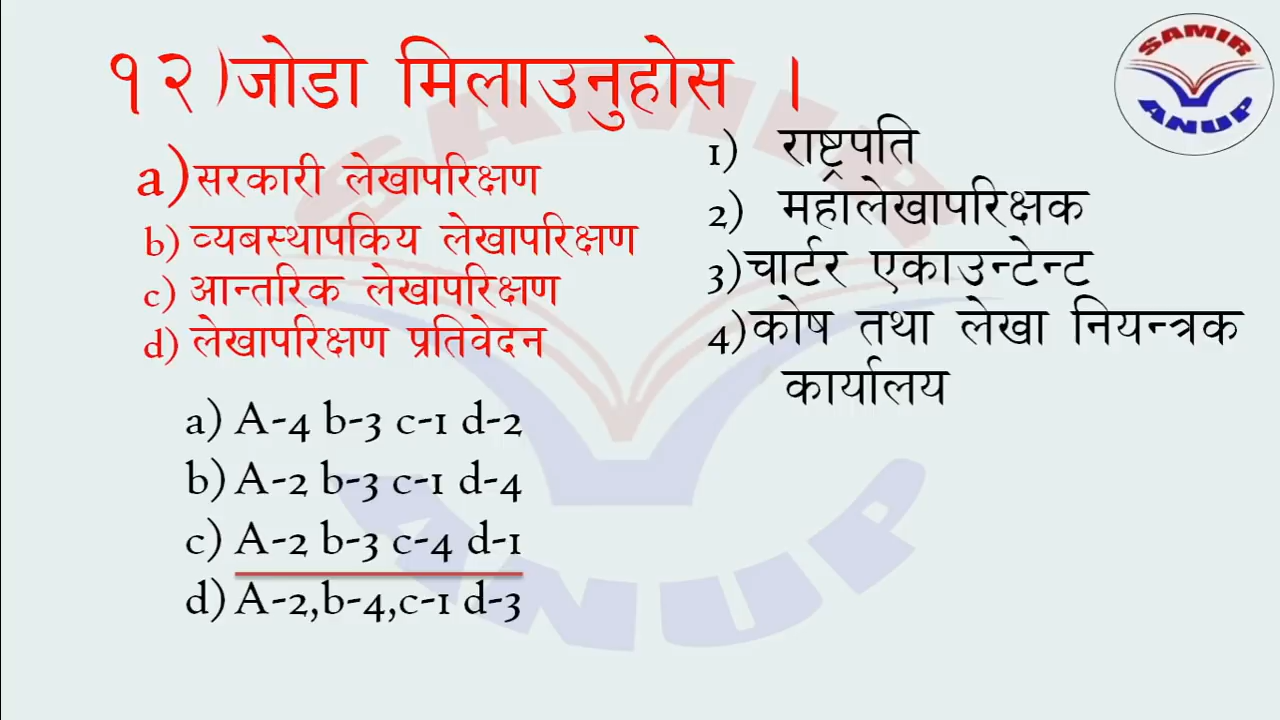 १२)जोडा मिलाउनुहोस ।
a)सरकारी लेखापरिक्षण
b) व्यबस्थापकिय लेखापरिक्षण
c) आन्तरिक लेखापरिक्षण
d) लेखापरिक्षण प्रतिवेदन
1) राष्ट्रपति
2) महालेखापरिक्षक
3)चार्टर एकाउन्टेन्ट
4)कोष तथा लेखा नियन्त्रक
कार्यालय
a) A-4 b-3 c-1 d-2
b) A-2 b-3 c-1 d-4
c) A-2 b-3 c-4 d-1
d) A-2,b-4,c-1 d-3
SAMIR
ANUP
SAMIR
ANUP